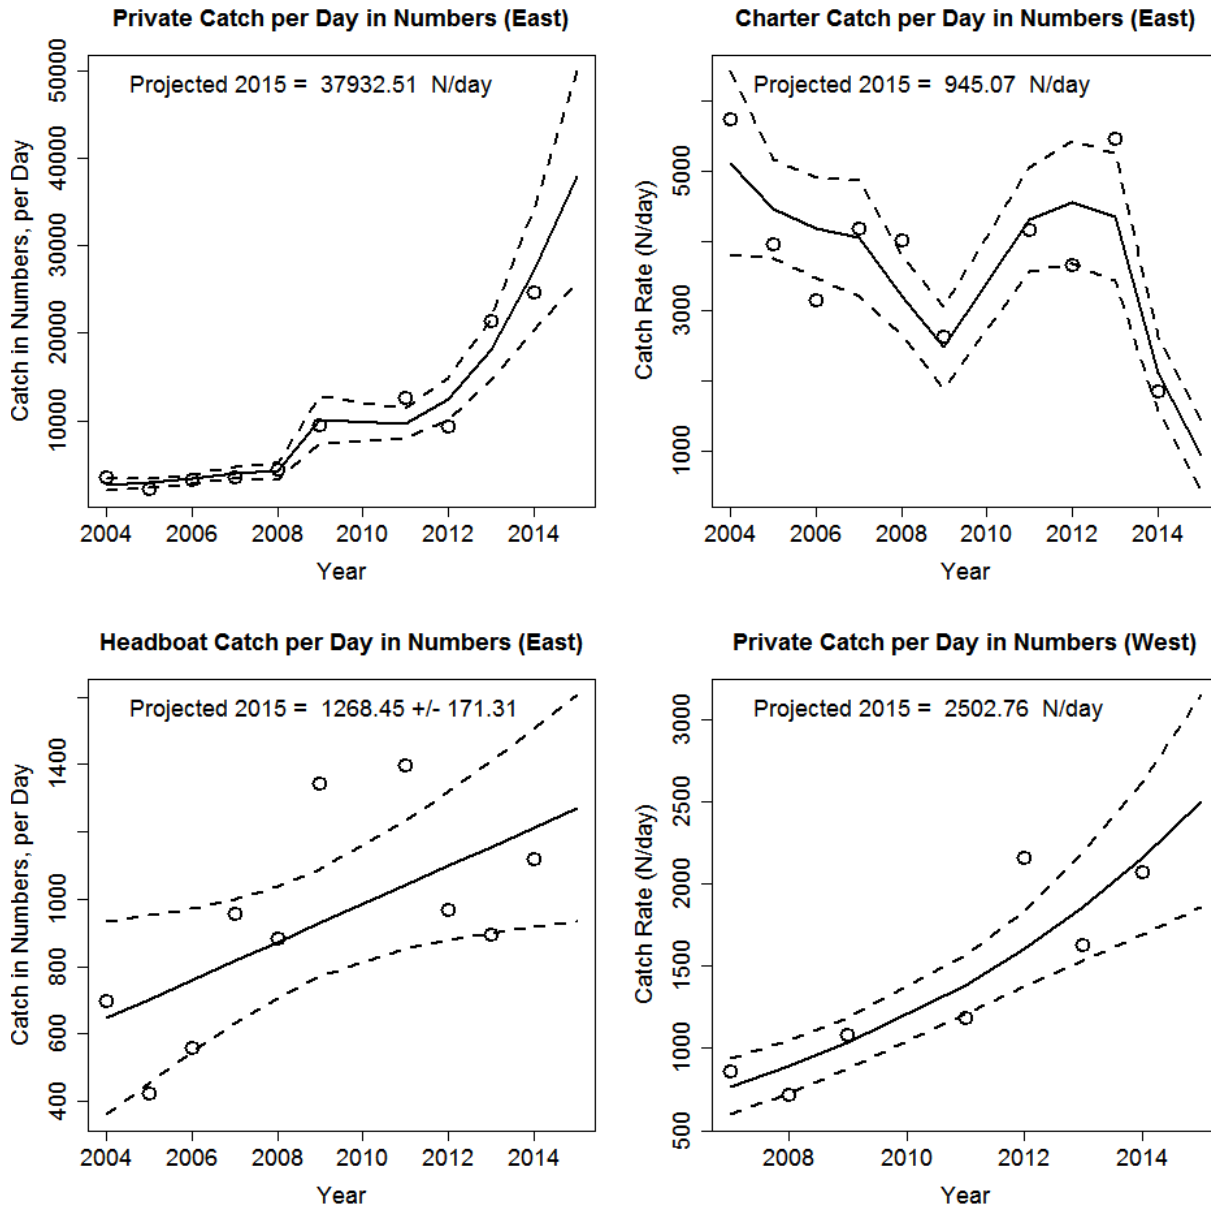 Private Catch per Day in Numbers (East)
Projected 2015 = 37932.51 N/day
Catch in Numbers, per Day
50000
40000
30000
20000
10000
2004 2006 2008 2010 2012 2014
Year
Charter Catch per Day in Numbers (East)
Projected 2015 = 945.07 N/day
Catch Rate (N/day)
5000
3000
1000
2004 2006 2008 2010 2012 2014
Year
Headboat Catch per Day in Numbers (East)
Projected 2015 = 1268.45 +/- 171.31
Catch in Numbers, per Day
1400
1000
800
600
400
2004 2006 2008 2010 2012 2014
Year
Private Catch per Day in Numbers (West)
Projected 2015 = 2502.76 N/day
Catch Rate (N/day)
3000
2500
2000
1500
1000
500
2008 2010 2012 2014
Year